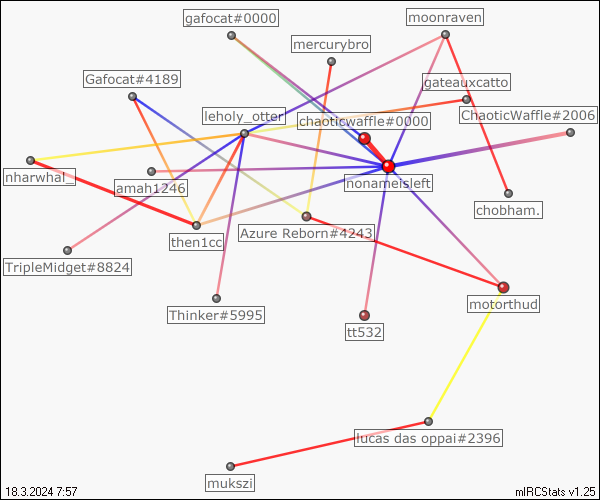 gafocat#0000
moonraven
mercurybro
Gafocat#4189
gateauxcatto
leholy_otter
chaoticwaffle#0000
ChaoticWaffle#2006
nharwhal_
amah1246
nonameisleft
chobham.
then1cc
Azure Reborn#4243
TripleMidget#8824
motorthud
Thinker#5995
tt532
lucas das oppai#2396
mukszi
18.3.2024 7:57
mIRCStats v1.25